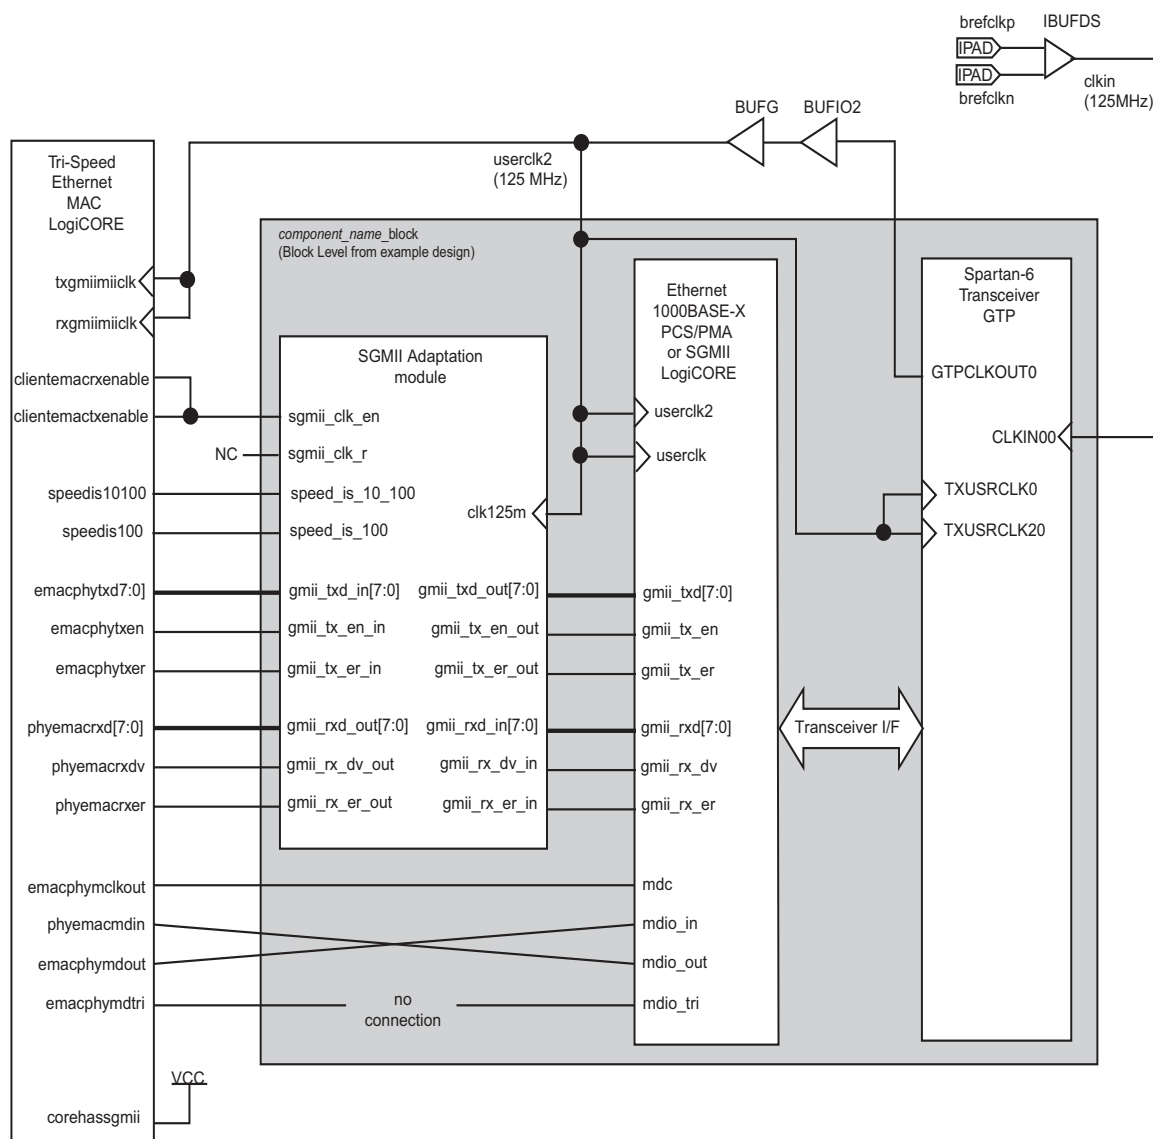 brefclkp
IBUFDS
IPAD
IPAD
brefclkn
clkin
(125MHz)
BUFG
BUFIO2
userclk2
(125 MHz)
Tri-Speed
Ethernet
MAC
LogiCORE
txgmiimiiclk
rxgmiimiiclk
clientemacrxenable
clientemactxenable
NC
speedis10100
speedis100
emacphytxd7:0]
emacphytxen
emacphytxer
phyemacrxd[7:0]
phyemacrxdv
phyemacrxer
emacphymclkout
phyemacmdin
emacphymdout
emacphymdtri
VCC
corehassgmii
component_name_block
(Block Level from example design)
SGMII Adaptation
module
sgmii_clk_en
sgmii_clk_r
speed_is_10_100
clk125m
speed_is_100
gmii_txd_in[7:0]
gmii_txd_out[7:0]
gmii_tx_en_in
gmii_tx_en_out
gmii_tx_er_in
gmii_tx_er_out
gmii_rxd_out[7:0]
gmii_rxd_in[7:0]
gmii_rx_dv_out
gmii_rx_dv_in
gmii_rx_er_out
gmii_rx_er_in
no
connection
Ethernet
1000BASE-X
PCS/PMA
or SGMII
LogiCORE
userclk2
userclk
gmii_txd[7:0]
gmii_tx_en
gmii_tx_er
gmii_rxd[7:0]
gmii_rx_dv
gmii_rx_er
mdc
mdio_in
mdio_out
mdio_tri
Transceiver I/F
Spartan-6
Transceiver
GTP
GTPCLKOUT0
CLKIN00
TXUSRCLK0
TXUSRCLK20